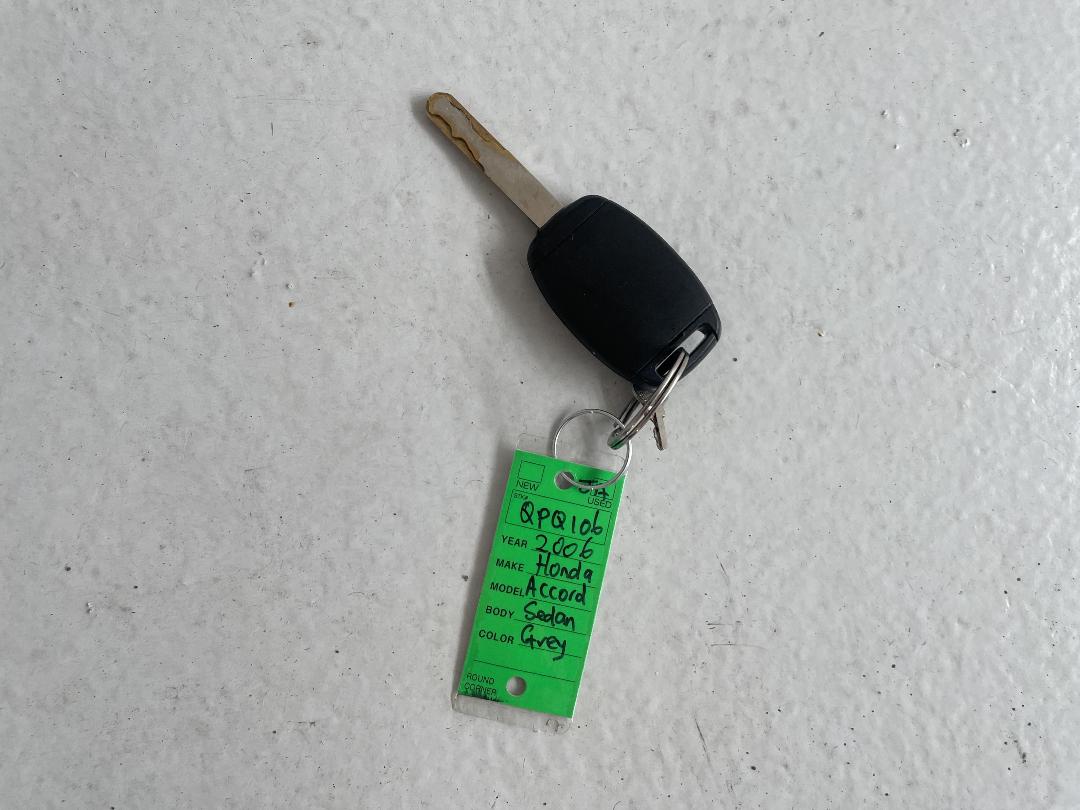 NEW
USED
STK#
QPQ106
YEAR 2006
MAKE Honda
MODEL Accord
BODY Sedan
COLOR Grey
ROUND
CORNER